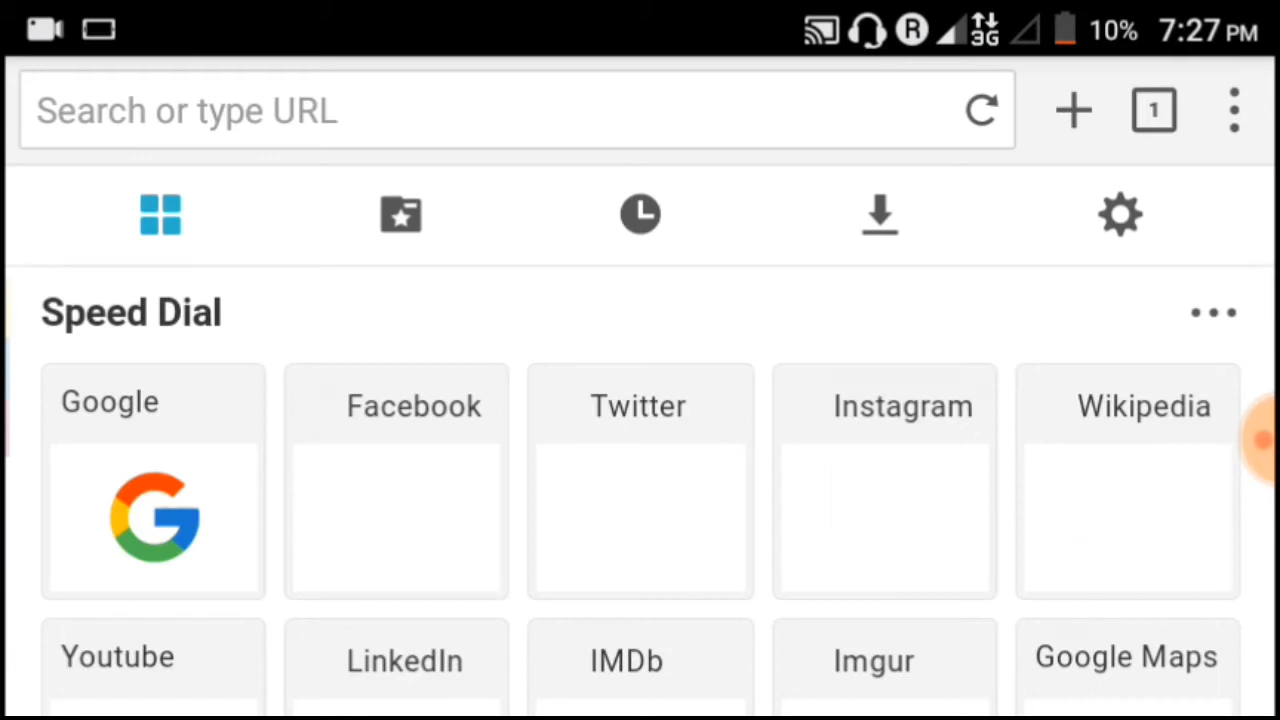 R 3G 10% 7:27 PM
Search or type URL
1
Speed Dial
Google Facebook Twitter Instagram Wikipedia
Youtube LinkedIn IMDb Imgur Google Maps